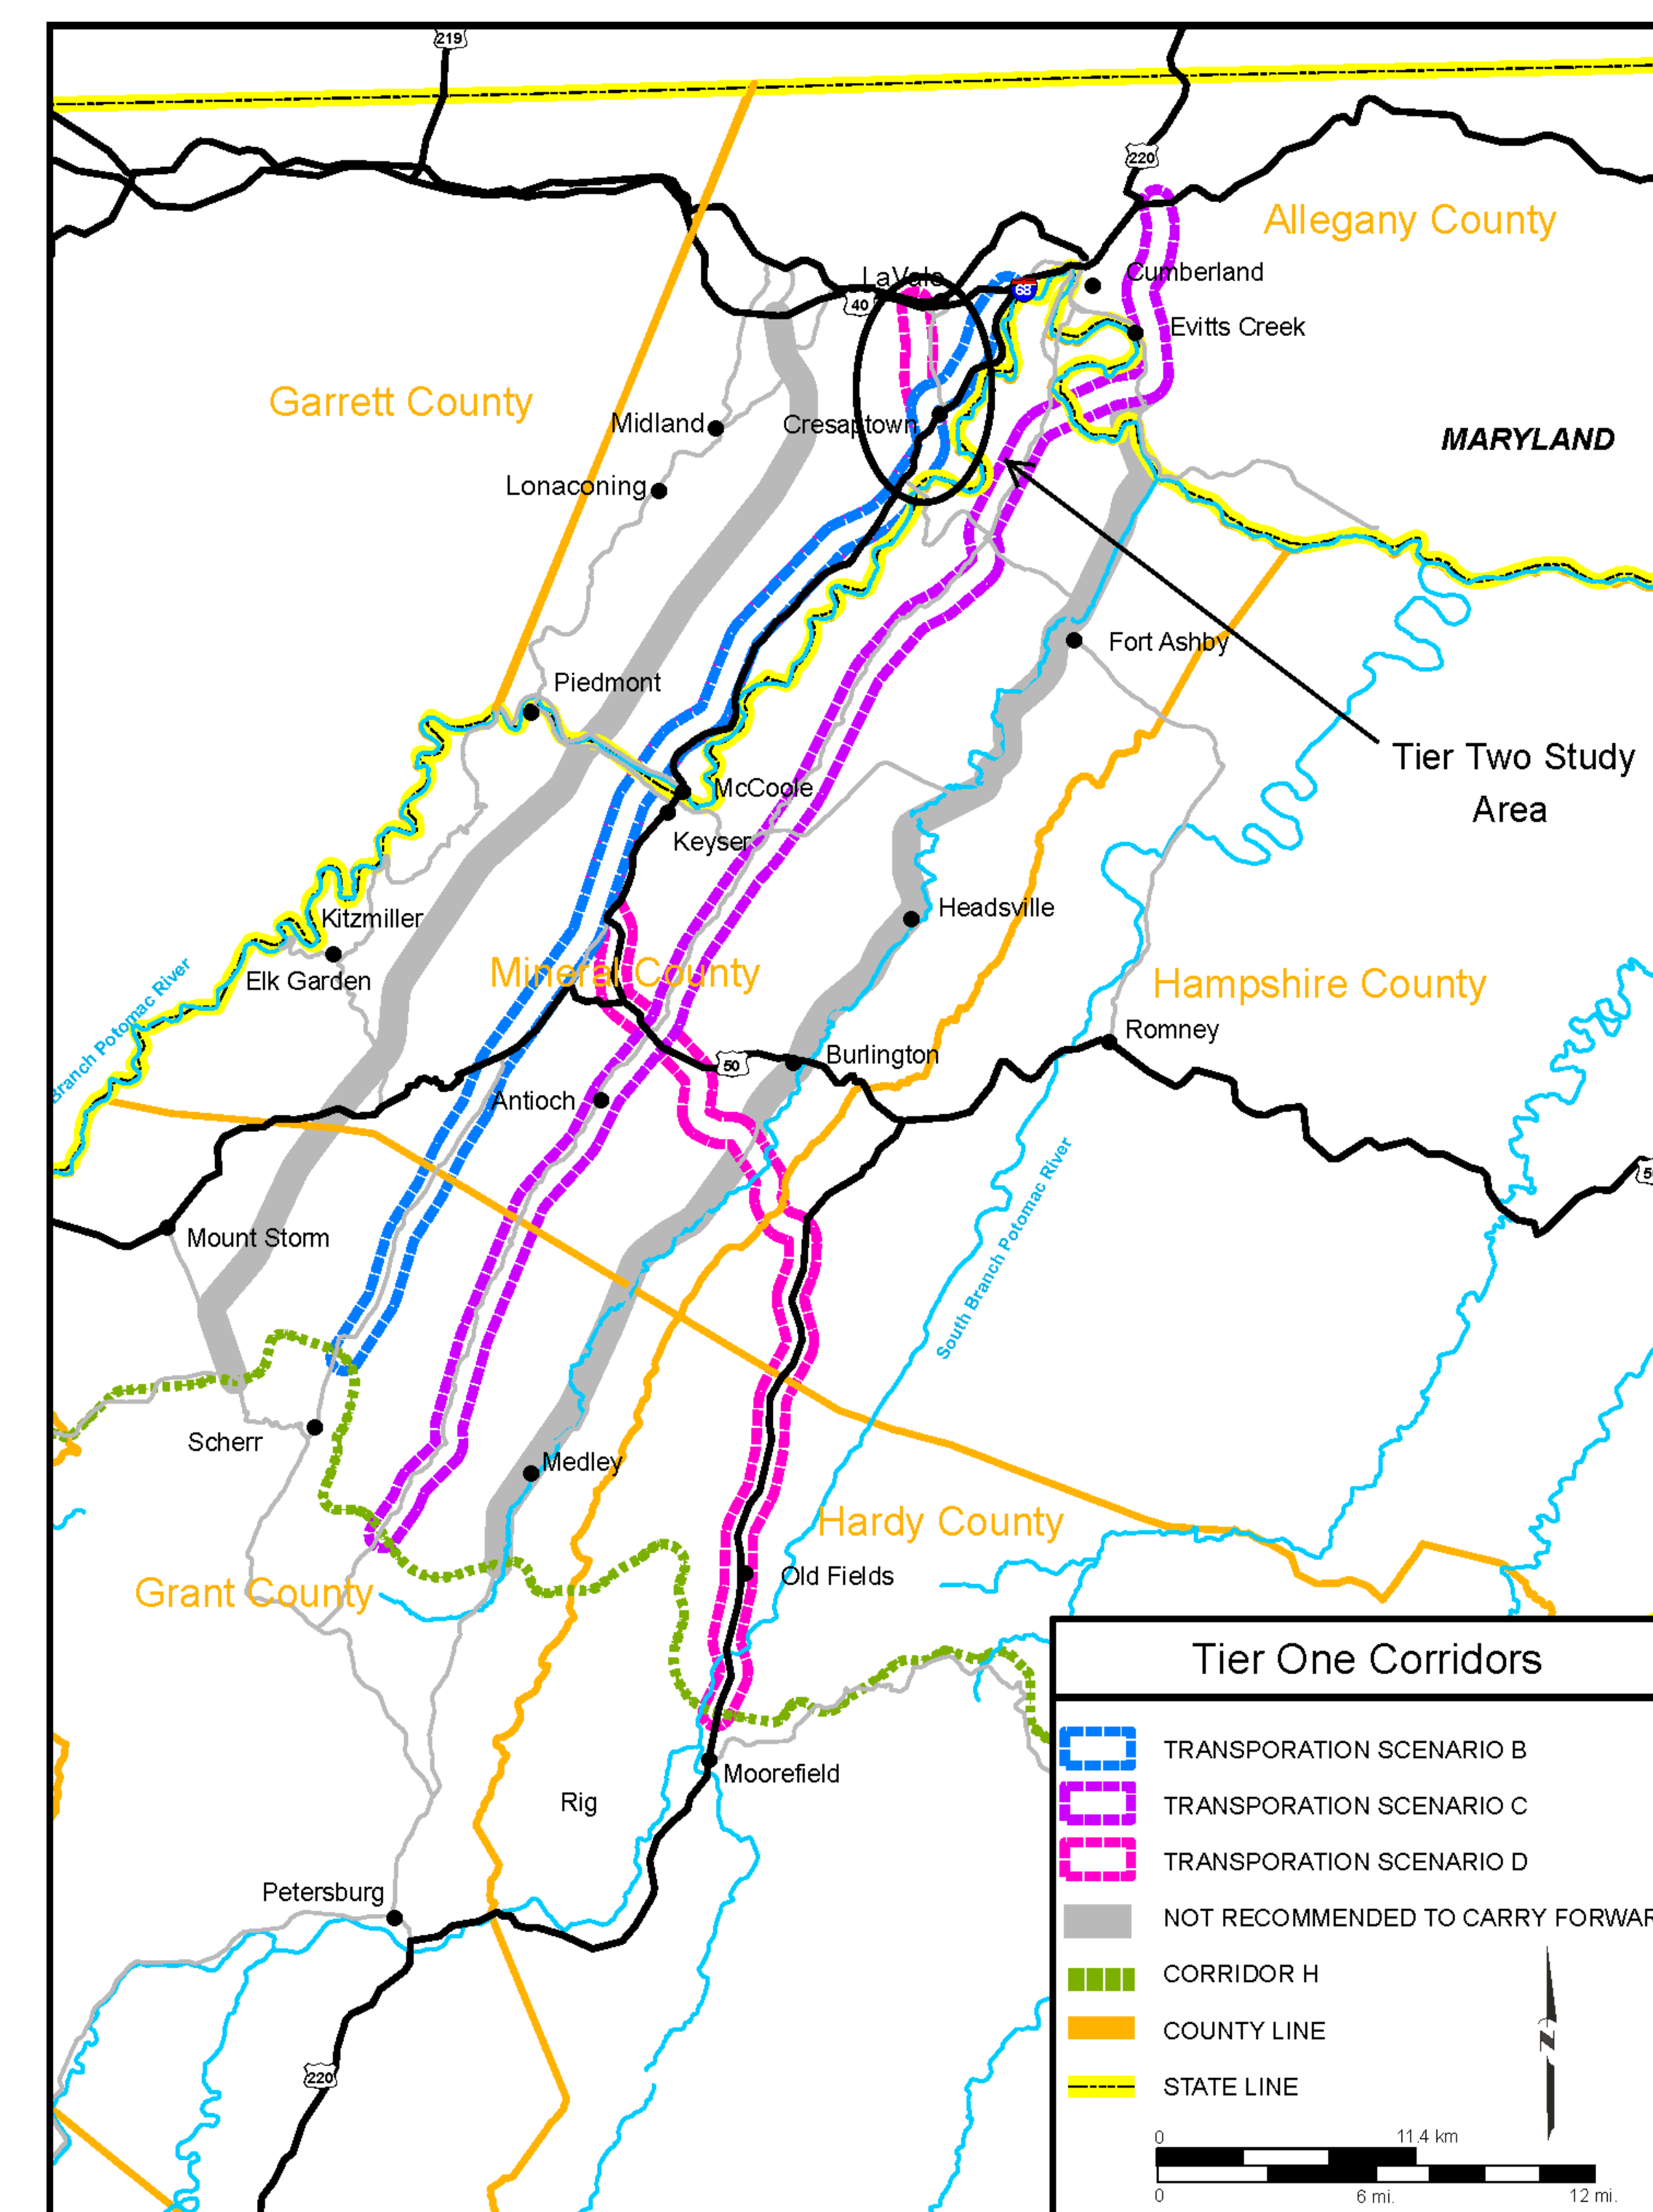 219
220
Allegany County
LaVale
Cumberland
68
40
Evitts Creek
Garrett County
Midland
Cresaptown
MARYLAND
Lonaconing
Fort Ashby
Piedmont
Tier Two Study
Area
McCoole
Keyser
Headsville
Kitzmiller
Mineral County
Elk Garden
Hampshire County
Branch Potomac River
Romney
Burlington
50
Antioch
South Branch Potomac River
Mount Storm
Scherr
Medley
Hardy County
Old Fields
Grant County
Tier One Corridors
TRANSPORATION SCENARIO B
Moorefield
Rig
TRANSPORATION SCENARIO C
TRANSPORATION SCENARIO D
Petersburg
NOT RECOMMENDED TO CARRY FORWAR
CORRIDOR H
COUNTY LINE
N
220
STATE LINE
0 11.4 km
0 6 mi. 12 mi.